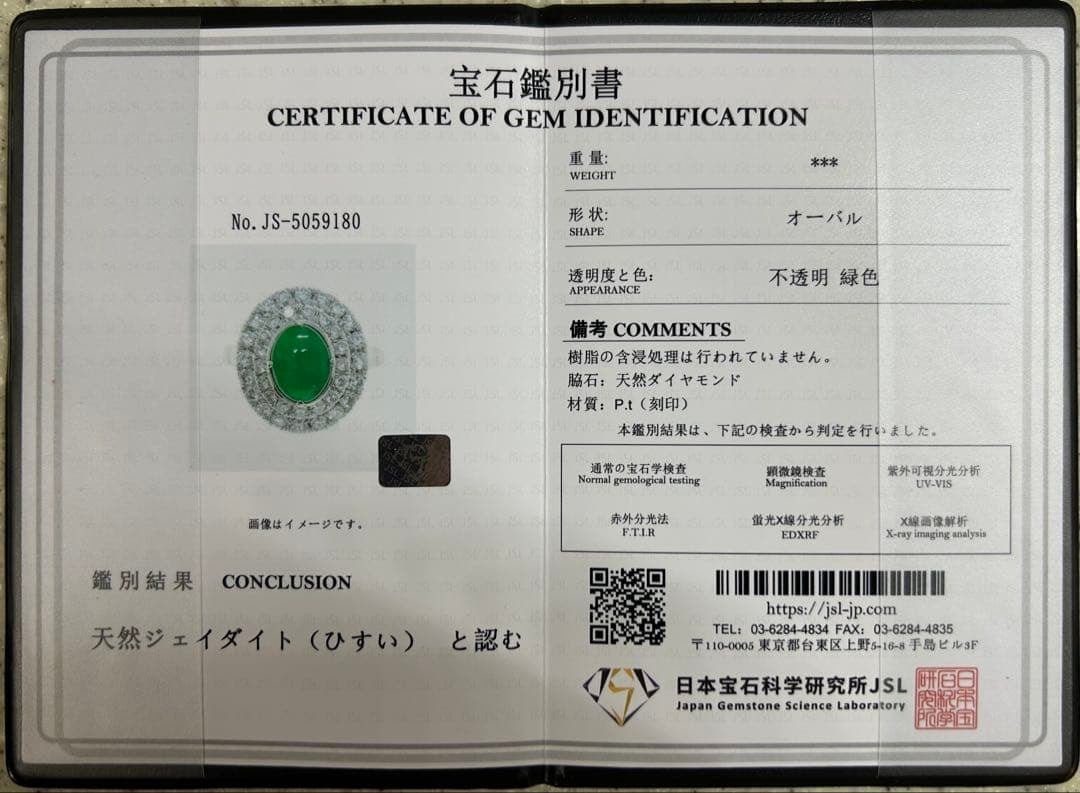 宝石鑑別書
CERTIFICATE OF GEM IDENTIFICATION
No.JS-5059180
画像はイメージです。
鑑別結果 CONCLUSION
天然ジェイダイト（ひすい） と認む
重量: ***
WEIGHT
形状: オーバル
SHAPE
透明度と色: 不透明 緑色
APPEARANCE
備考 COMMENTS
樹脂の含浸処理は行われていません。
脇石：天然ダイヤモンド
材質：P.t（刻印）
本鑑別結果は、下記の検査から判定を行いました。
通常の宝石学検査 顕微鏡検査 紫外可視分光分析
Normal gemological testing Magnification UV-VIS
赤外分光法 蛍光X線分光分析 X線画像解析
F.T.I.R EDXRF X-ray imaging analysis
https://jsl-jp.com
TEL：03-6284-4834 FAX：03-6284-4835
〒110-0005 東京都台東区上野5-16-8 手島ビル3F
日本宝石科学研究所JSL
Japan Gemstone Science Laboratory